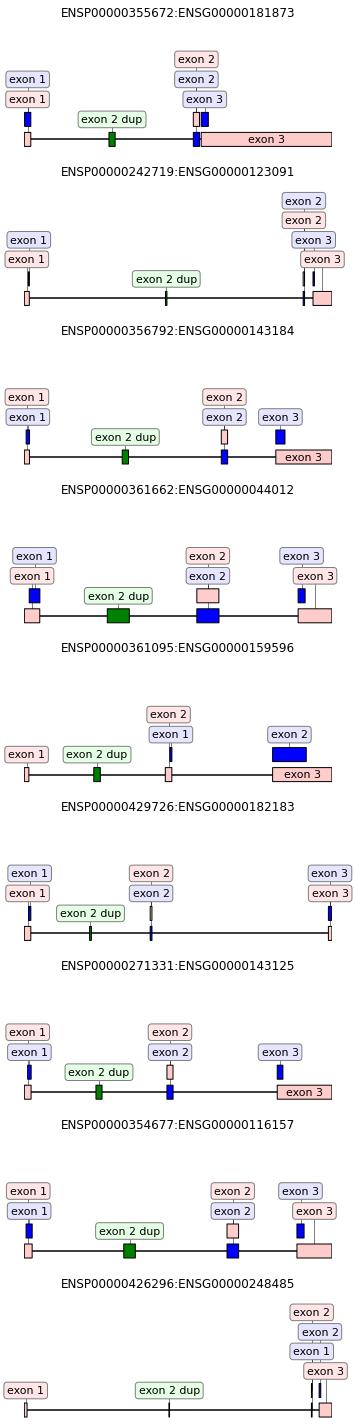 ENSP00000355672:ENSG00000181873
exon 2
exon 1 exon 2
exon 1 exon 3
exon 2 dup
exon 3
ENSP00000242719:ENSG00000123091
exon 2
exon 2
exon 1 exon 3
exon 1 exon 3
exon 2 dup
ENSP00000356792:ENSG00000143184
exon 1 exon 2
exon 1 exon 2 exon 3
exon 2 dup
exon 3
ENSP00000361662:ENSG00000044012
exon 1 exon 2 exon 3
exon 1 exon 2 exon 3
exon 2 dup
ENSP00000361095:ENSG00000159596
exon 2
exon 1 exon 2
exon 1 exon 2 dup
exon 3
ENSP00000429726:ENSG00000182183
exon 1 exon 2 exon 3
exon 1 exon 2 exon 3
exon 2 dup
ENSP00000271331:ENSG00000143125
exon 1 exon 2
exon 1 exon 2 exon 3
exon 2 dup
exon 3
ENSP00000354677:ENSG00000116157
exon 1 exon 2 exon 3
exon 1 exon 2 exon 3
exon 2 dup
ENSP00000426296:ENSG00000248485
exon 2
exon 2
exon 1
exon 3
exon 1 exon 2 dup